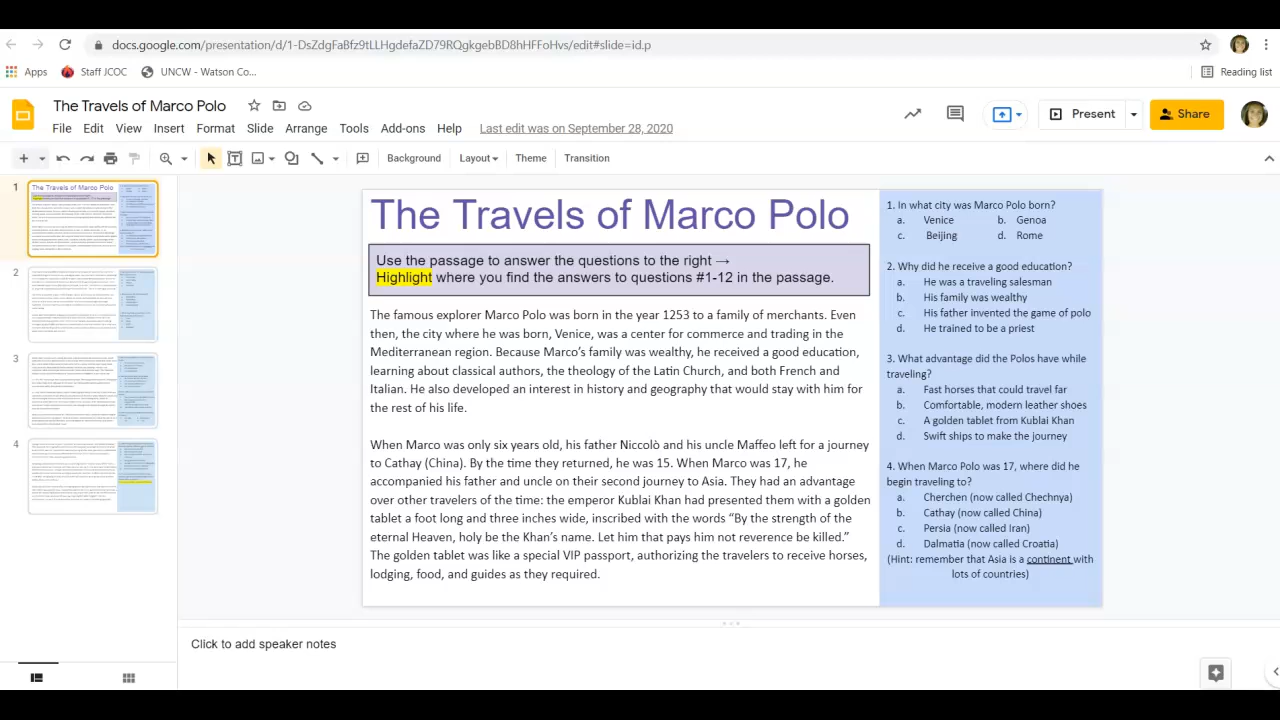 docs.google.com/presentation/d/1-DsZdgFaBfz9tLLHgdefaZD79RQgkgebBD8hHFFoHvs/edit#slide=id.p
Apps Staff JCOC UNCW - Watson Co... Reading list
The Travels of Marco Polo
File Edit View Insert Format Slide Arrange Tools Add-ons Help Last edit was on September 28, 2020
Present Share
Background Layout Theme Transition
1
The Travels of Marco Polo
2
3
4
The Travels of Marco Pol
Use the passage to answer the questions to the right →
Highlight where you find the answers to questions #1-12 in the passage
The famous explorer Marco Polo was born in the year 1253 to a family of merchants. Even
then, the city where he was born, Venice, was a center for commerce and trading in the
Mediterranean region. Because Marco's family was wealthy, he received a good education,
learning about classical authors, the theology of the Latin Church, and both French and
Italian. He also developed an interest in history and geography that would stay with him for
the rest of his life.
When Marco was only six years old, his father Niccolò and his uncle Maffeo left for a journey
to Cathay (China). By the time they returned, he was 15. When Marco was 17, he
accompanied his father and uncle on their second journey to Asia. They had an advantage
over other travelers of the time: the emperor Kublai Khan had presented them with a golden
tablet a foot long and three inches wide, inscribed with the words “By the strength of the
eternal Heaven, holy be the Khan's name. Let him that pays him not reverence be killed.”
The golden tablet was like a special VIP passport, authorizing the travelers to receive horses,
lodging, food, and guides as they required.
1. In what city was Marco Polo born?
a. Venice b. Genoa
c. Beijing d. Rome
2. Why did he receive a good education?
a. He was a traveling salesman
b. His family was wealthy
c. His father invented the game of polo
d. He trained to be a priest
3. What advantage did the Polos have while
traveling?
a. Fast horses that could travel far
b. Comfortable, modern leather shoes
c. A golden tablet from Kublai Khan
d. Swift ships to make the journey
4. When Marco Polo was 17, where did he
begin traveling to?
a. Cherchen (now called Chechnya)
b. Cathay (now called China)
c. Persia (now called Iran)
d. Dalmatia (now called Croatia)
(Hint: remember that Asia is a continent with
lots of countries)
Click to add speaker notes